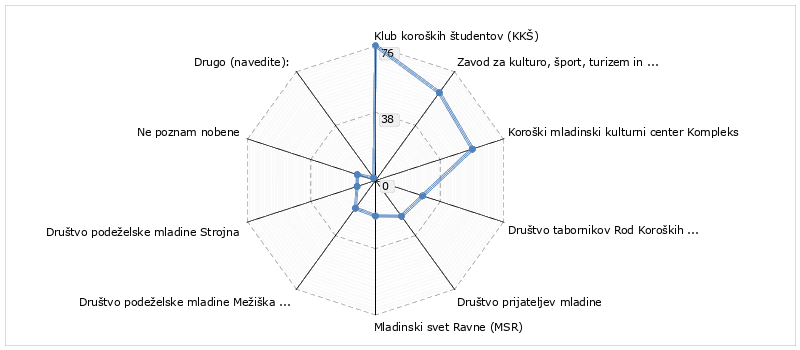 Klub koroških študentov (KKŠ)
76
Drugo (navedite):
Zavod za kulturo, šport, turizem in ...
38
Ne poznam nobene
Koroški mladinski kulturni center Kompleks
0
Društvo podeželske mladine Strojna
Društvo tabornikov Rod Koroških ...
Društvo podeželske mladine Mežiška ...
Društvo prijateljev mladine
Mladinski svet Ravne (MSR)